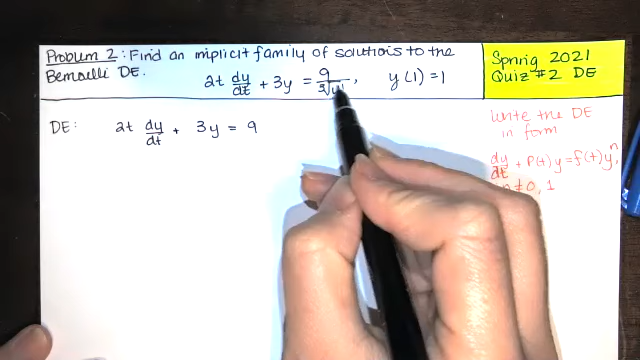 Problem 2: Find an implicit family of solutions to the
Bernoulli DE.
2t dy/dt + 3y = 9/∛y, y(1) = 1
Spring 2021
Quiz #2 DE
DE: 2t dy/dt + 3y = 9
Write the DE
in form
dy/dt + P(t)y = f(t)y^n,
n ≠ 0, 1